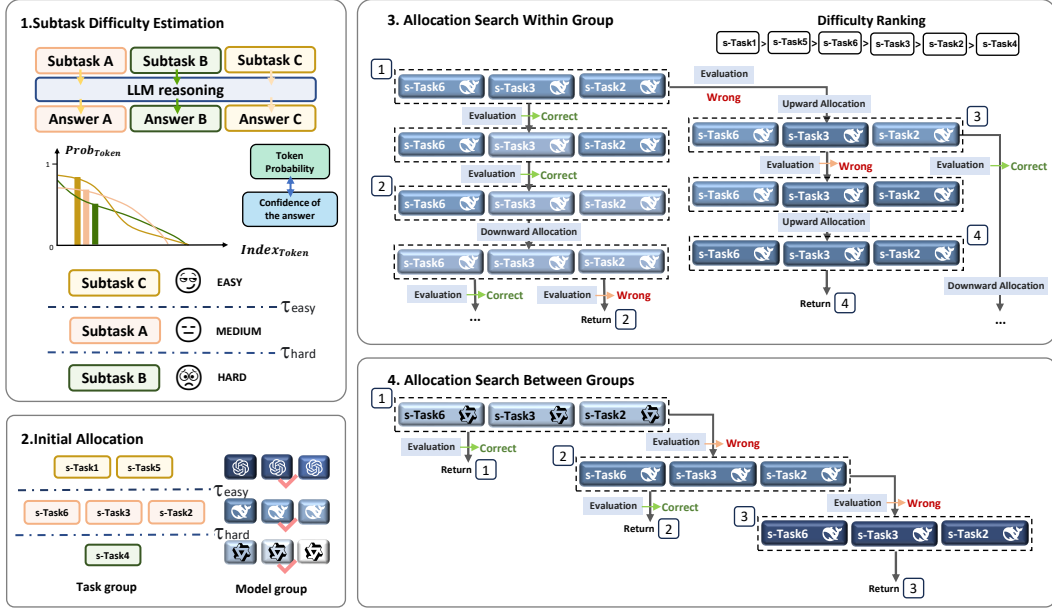 1.Subtask Difficulty Estimation
Subtask A
Subtask B
Subtask C
LLM reasoning
Answer A
Answer B
Answer C
Prob_Token
1
0
Index_Token
Token
Probability
Confidence of
the answer
Subtask C
EASY
τeasy
Subtask A
MEDIUM
τhard
Subtask B
HARD
2.Initial Allocation
s-Task1
s-Task5
τeasy
s-Task6
s-Task3
s-Task2
τhard
s-Task4
Task group
Model group
3. Allocation Search Within Group
Difficulty Ranking
s-Task1 > s-Task5 > s-Task6 > s-Task3 > s-Task2 > s-Task4
1
s-Task6
s-Task3
s-Task2
Evaluation
Wrong
Evaluation
Correct
s-Task6
s-Task3
s-Task2
Evaluation
Correct
2
s-Task6
s-Task3
s-Task2
Downward Allocation
s-Task6
s-Task3
s-Task2
Evaluation
Correct
...
Evaluation
Wrong
Return
2
Upward Allocation
3
s-Task6
s-Task3
s-Task2
Evaluation
Wrong
Evaluation
Correct
s-Task6
s-Task3
s-Task2
Upward Allocation
4
s-Task6
s-Task3
s-Task2
Return
4
Downward Allocation
...
4. Allocation Search Between Groups
1
s-Task6
s-Task3
s-Task2
Evaluation
Correct
Return
1
Evaluation
Wrong
2
s-Task6
s-Task3
s-Task2
Evaluation
Correct
Return
2
Evaluation
Wrong
3
s-Task6
s-Task3
s-Task2
Return
3